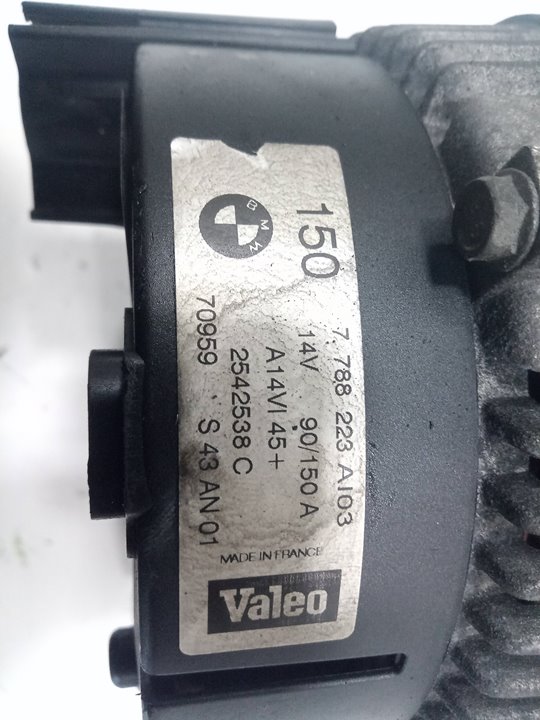 BMW
150
7. 788 223 AI03
14V 90/150 A
A14VI 45+
2542538 C
70959 S 43 AN 01
MADE IN FRANCE
Valeo